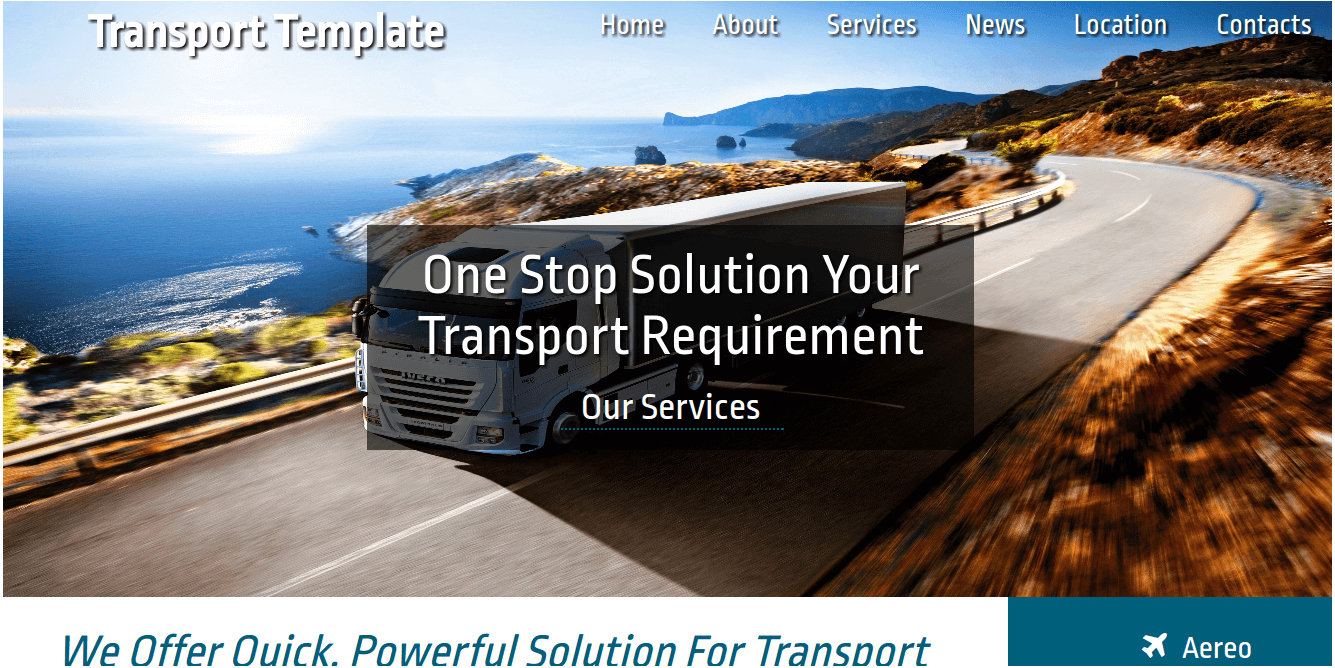 Transport Template
Home About Services News Location Contacts
One Stop Solution Your
Transport Requirement
Our Services
IVECO
We Offer Quick, Powerful Solution For Transport
Aereo